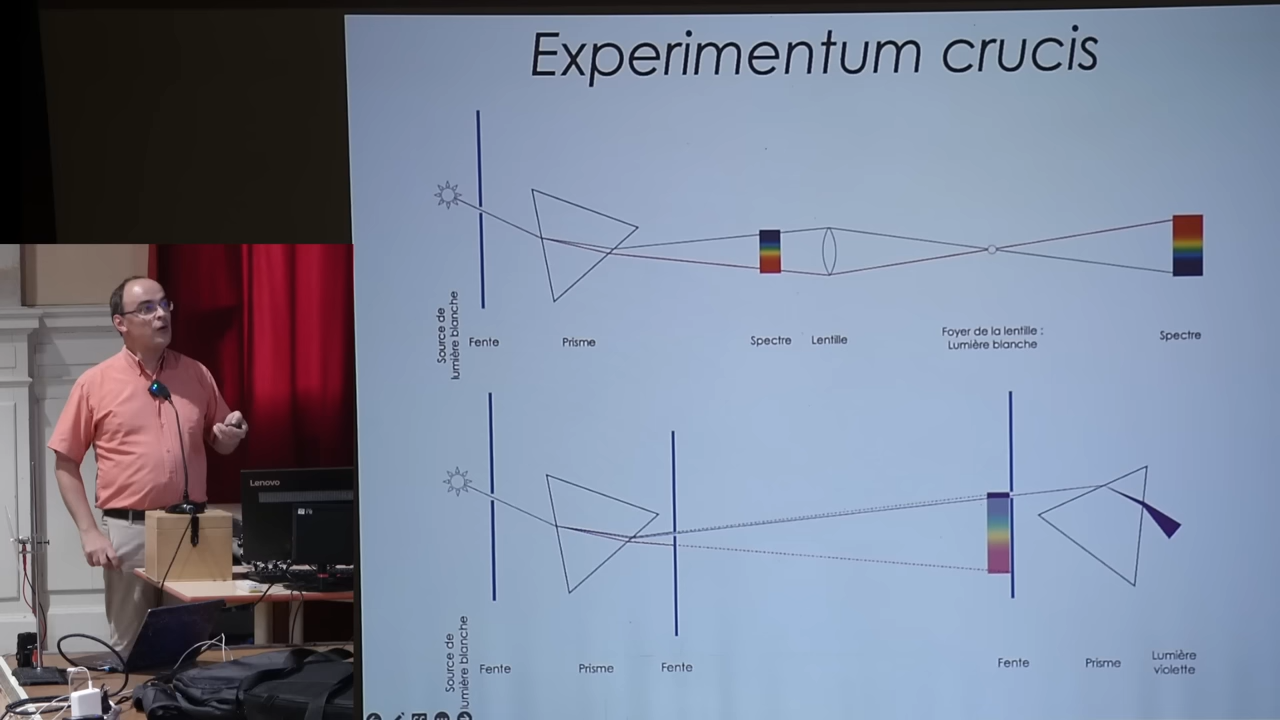 Experimentum crucis
Source de
lumière blanche
Fente
Prisme
Spectre
Lentille
Foyer de la lentille :
Lumière blanche
Spectre
Lenovo
Source de
lumière blanche
Fente
Prisme
Fente
Fente
Prisme
Lumière
violette